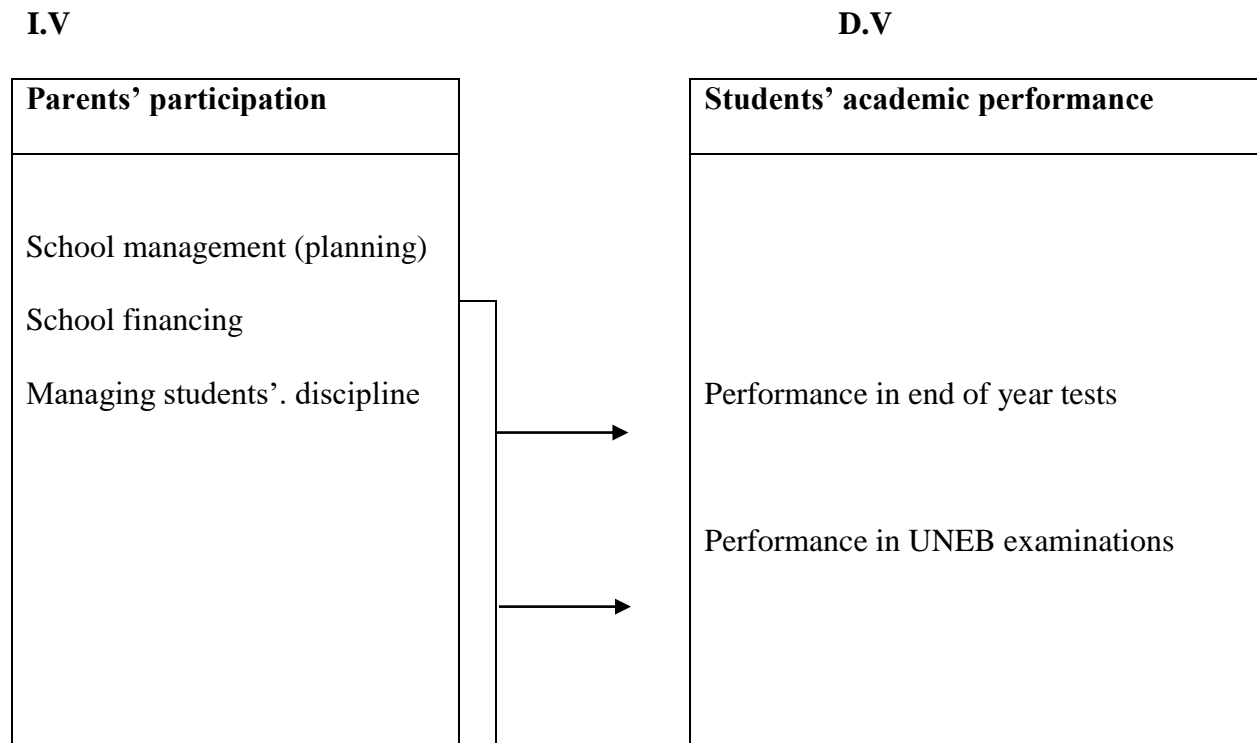 I.V
D.V
Parents’ participation
Students’ academic performance
School management (planning)
School financing
Managing students’. discipline
Performance in end of year tests
Performance in UNEB examinations